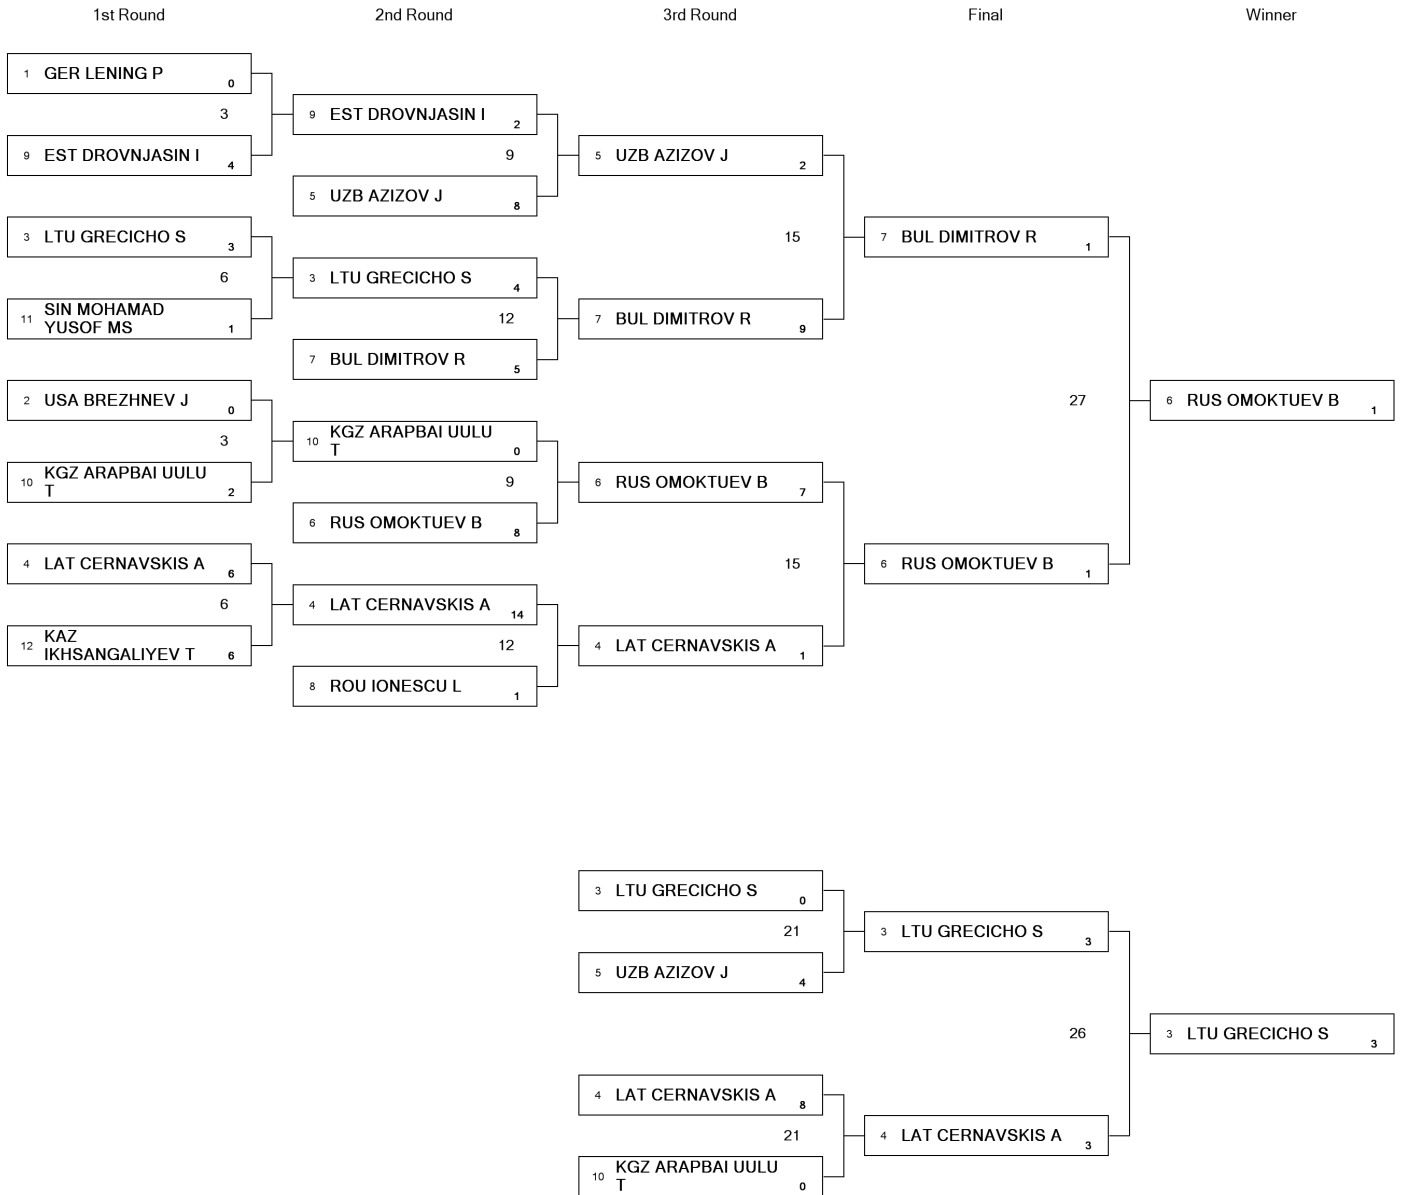 1st Round 2nd Round 3rd Round Final Winner
1 GER LENING P 0
3
9 EST DROVNJASIN I 4
3 LTU GRECICHO S 3
6
11 SIN MOHAMAD
YUSOF MS 1
2 USA BREZHNEV J 0
3
10 KGZ ARAPBAI UULU
T 2
4 LAT CERNAVSKIS A 6
6
12 KAZ
IKHSANGALIYEV T 6
9 EST DROVNJASIN I 2
9
5 UZB AZIZOV J 8
3 LTU GRECICHO S 4
12
7 BUL DIMITROV R 5
10 KGZ ARAPBAI UULU
T 0
9
6 RUS OMOKTUEV B 8
4 LAT CERNAVSKIS A 14
12
8 ROU IONESCU L 1
5 UZB AZIZOV J 2
15
7 BUL DIMITROV R 9
6 RUS OMOKTUEV B 7
15
4 LAT CERNAVSKIS A 1
7 BUL DIMITROV R 1
27
6 RUS OMOKTUEV B 1
6 RUS OMOKTUEV B 1
3 LTU GRECICHO S 0
21
5 UZB AZIZOV J 4
4 LAT CERNAVSKIS A 8
21
10 KGZ ARAPBAI UULU
T 0
3 LTU GRECICHO S 3
26
4 LAT CERNAVSKIS A 3
3 LTU GRECICHO S 3